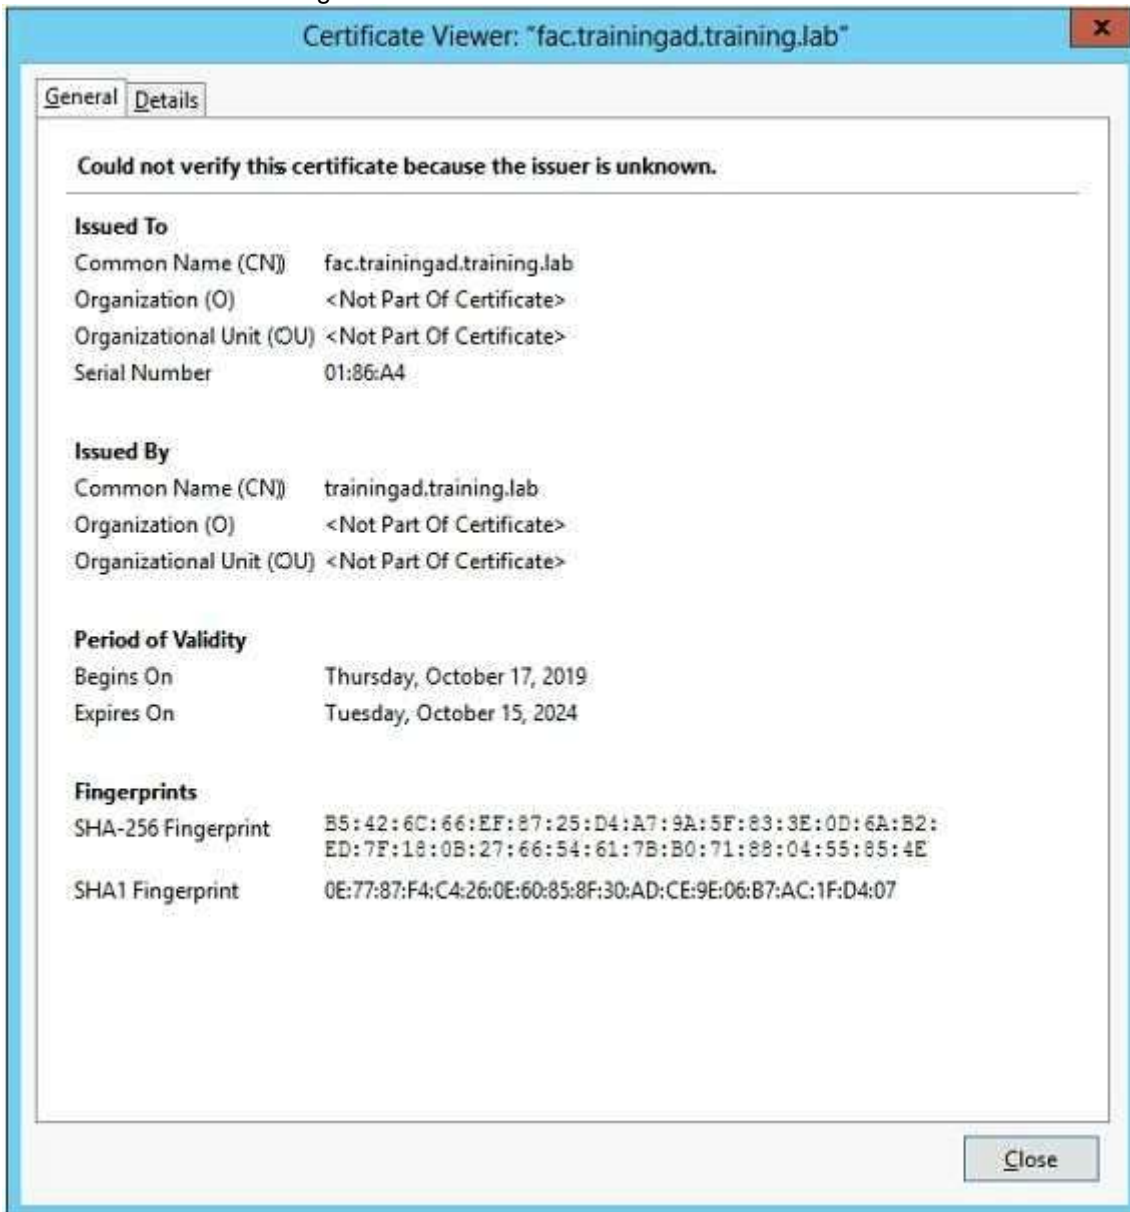 Certificate Viewer: "fac.trainingad.training.lab"
x
General Details
Could not verify this certificate because the issuer is unknown.
Issued To
Common Name (CN)) fac.trainingad.training.lab
Organization (O) <Not Part Of Certificate>
Organizational Unit (OU) <Not Part Of Certificate>
Serial Number 01:86:A4
Issued By
Common Name (CN)) trainingad.training.lab
Organization (O) <Not Part Of Certificate>
Organizational Unit (OU) <Not Part Of Certificate>
Period of Validity
Begins On Thursday, October 17, 2019
Expires On Tuesday, October 15, 2024
Fingerprints
SHA-256 Fingerprint B5:42:6C:66:EF:87:25:D4:A7:9A:5F:83:3E:0D:6A:B2:
ED:7F:18:0B:27:66:54:61:7B:B0:71:88:04:55:85:4E
SHA1 Fingerprint 0E:77:87:F4:C4:26:0E:60:85:8F:30:AD:CE:9E:06:B7:AC:1F:D4:07
Close